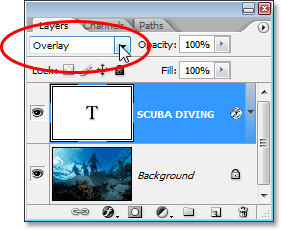 Layers Channels Paths
Overlay Opacity: 100%
Lock: Fill: 100%
T SCUBA DIVING
Background